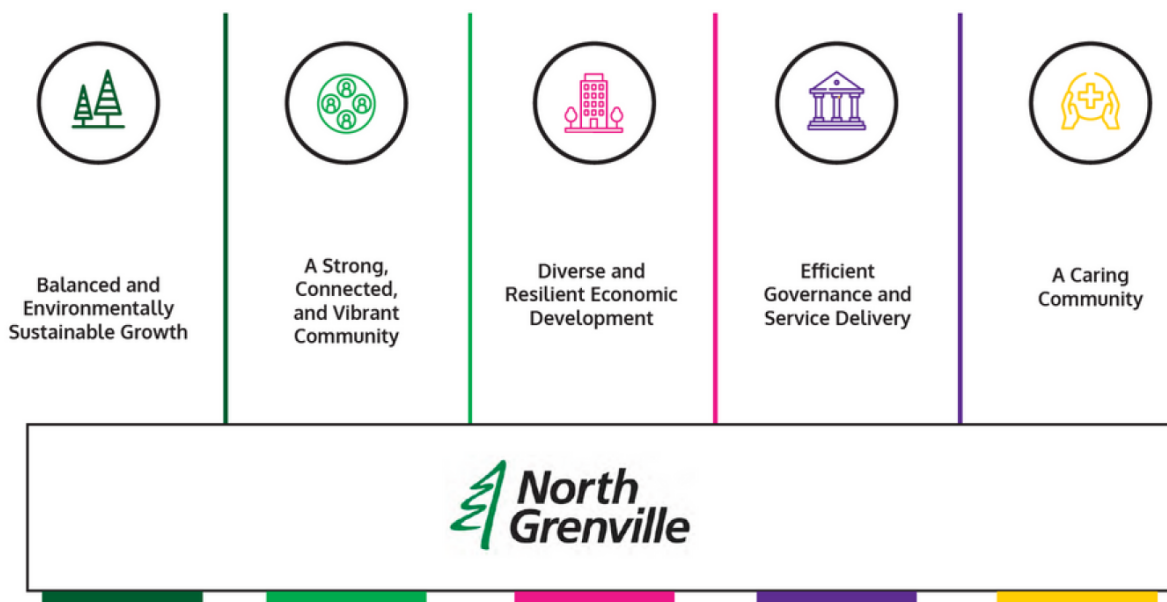 Balanced and
Environmentally
Sustainable Growth
A Strong,
Connected,
and Vibrant
Community
Diverse and
Resilient Economic
Development
Efficient
Governance and
Service Delivery
A Caring
Community
North
Grenville